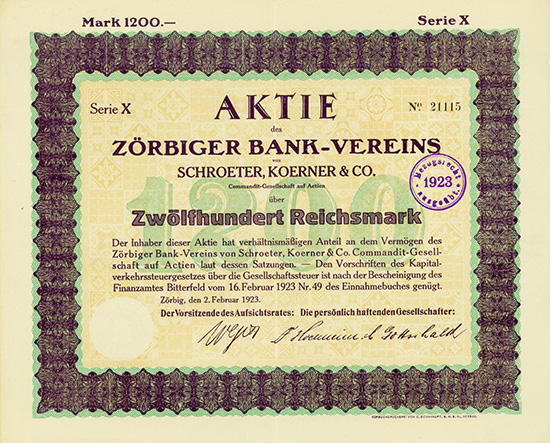 Mark 1200.— Serie X
Serie X AKTIE Nº 21115
des
ZÖRBIGER BANK-VEREINS
von
SCHROETER, KOERNER & CO.
Commandit-Gesellschaft auf Actien
Bezugsrecht
1923
ausgeübt.
über
1200
Zwölfhundert Reichsmark
Der Inhaber dieser Aktie hat verhältnismäßigen Anteil an dem Vermögen des
Zörbiger Bank-Vereins von Schroeter, Koerner & Co. Commandit-Gesell-
schaft auf Actien laut dessen Satzungen. — Den Vorschriften des Kapital-
verkehrssteuergesetzes über die Gesellschaftssteuer ist nach der Bescheinigung des
Finanzamtes Bitterfeld vom 16. Februar 1923 Nr. 49 des Einnahmebuches genügt.
Zörbig, den 2. Februar 1923.
Der Vorsitzende des Aufsichtsrates: Die persönlich haftenden Gesellschafter: